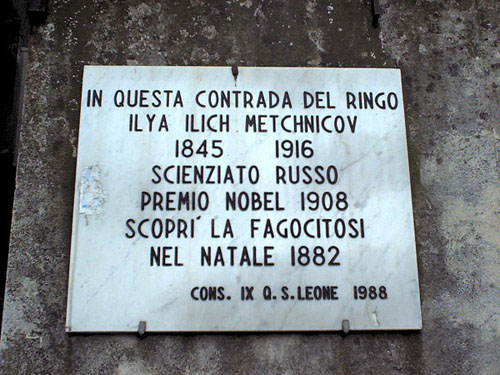 IN QUESTA CONTRADA DEL RINGO
ILYA ILICH METCHNICOV
1845 1916
SCIENZIATO RUSSO
PREMIO NOBEL 1908
SCOPRI' LA FAGOCITOSI
NEL NATALE 1882
CONS. IX Q. S. LEONE 1988